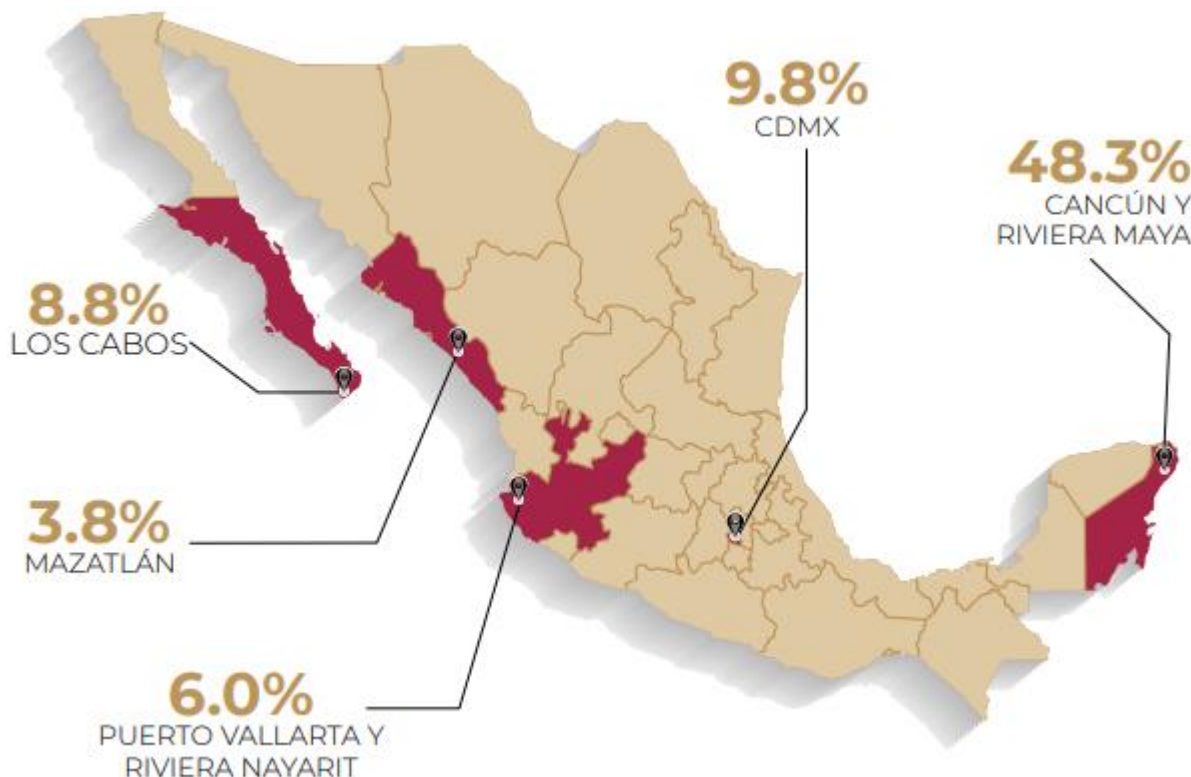 9.8%
CDMX
48.3%
CANCÚN Y
RIVIERA MAYA
8.8%
LOS CABOS
3.8%
MAZATLÁN
6.0%
PUERTO VALLARTA Y
RIVIERA NAYARIT